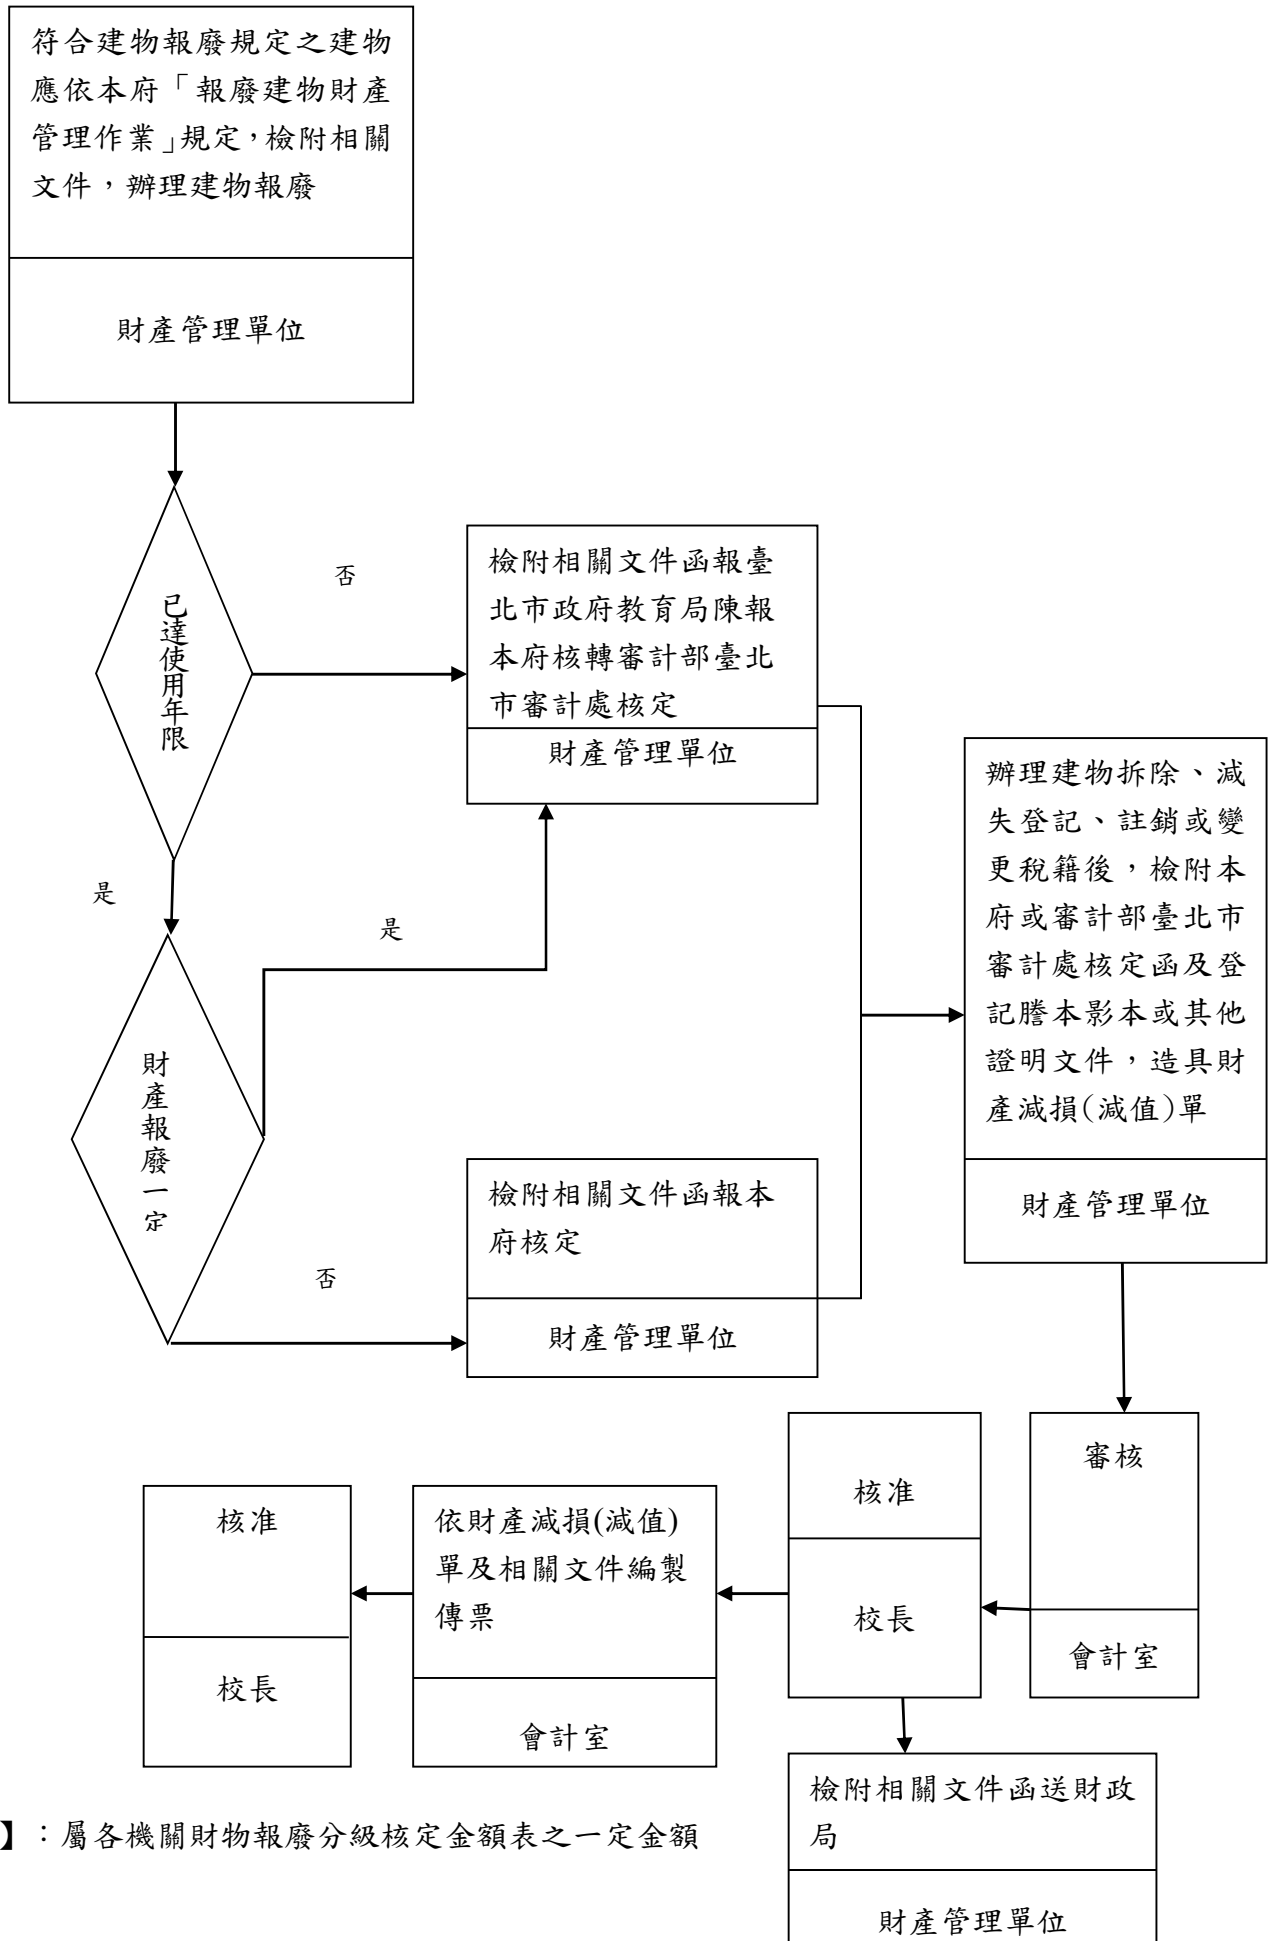 符合建物報廢規定之建物
應依本府「報廢建物財產
管理作業」規定，檢附相關
文件，辦理建物報廢
財產管理單位
已達使用年限
否
檢附相關文件函報臺
北市政府教育局陳報
本府核轉審計部臺北
市審計處核定
財產管理單位
是
是
財產報廢一定
否
檢附相關文件函報本
府核定
財產管理單位
辦理建物拆除、減
失登記、註銷或變
更稅籍後，檢附本
府或審計部臺北市
審計處核定函及登
記謄本影本或其他
證明文件，造具財
產減損(減值)單
財產管理單位
審核
會計室
核准
校長
依財產減損(減值)
單及相關文件編製
傳票
會計室
核准
校長
檢附相關文件函送財政
局
財產管理單位
】：屬各機關財物報廢分級核定金額表之一定金額